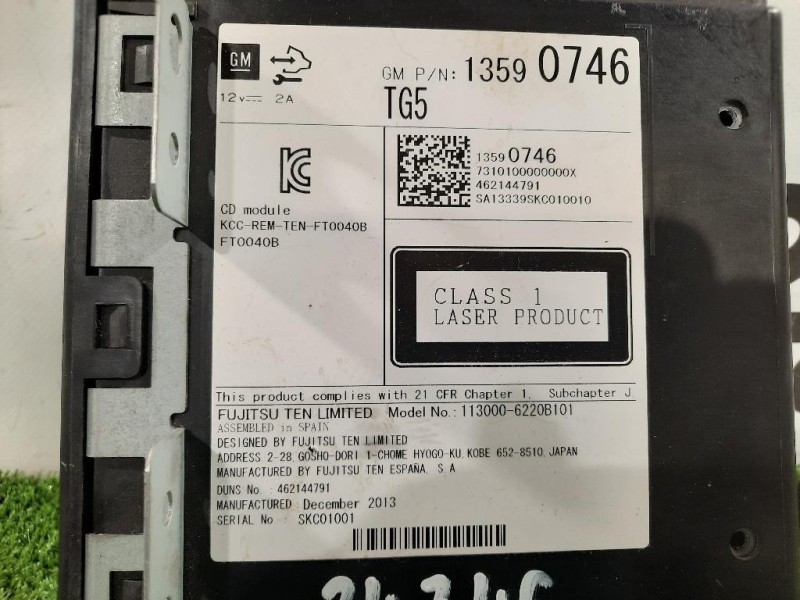 GM
GM P/N: 1359 0746
12V 2A
TG5
1359 0746
7310100000000X
462144791
SA13339SKC010010
CD module
KCC-REM-TEN-FT0040B
FT0040B
CLASS 1
LASER PRODUCT
This product complies with 21 CFR Chapter 1, Subchapter J.
FUJITSU TEN LIMITED Model No.: 113000-6220B101
ASSEMBLED in SPAIN
DESIGNED BY FUJITSU TEN LIMITED
ADDRESS 2-28, GOSHO-DORI 1-CHOME HYOGO-KU, KOBE 652-8510, JAPAN
MANUFACTURED BY FUJITSU TEN ESPAÑA, S.A
DUNS No. 462144791
MANUFACTURED: December 2013
SERIAL No SKC01001